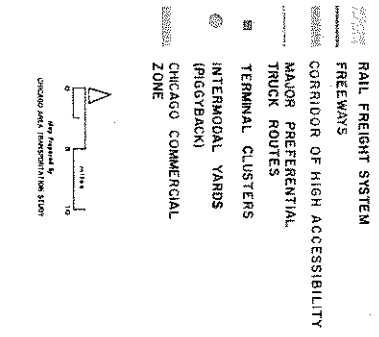 RAIL FREIGHT SYSTEM
FREEWAYS
CORRIDOR OF HIGH ACCESSIBILITY
MAJOR PREFERENTIAL
TRUCK ROUTES
TERMINAL CLUSTERS
INTERMODAL YARDS
(PIGGYBACK)
CHICAGO COMMERCIAL
ZONE
0 5 10
miles
Map Prepared by
CHICAGO AREA TRANSPORTATION STUDY